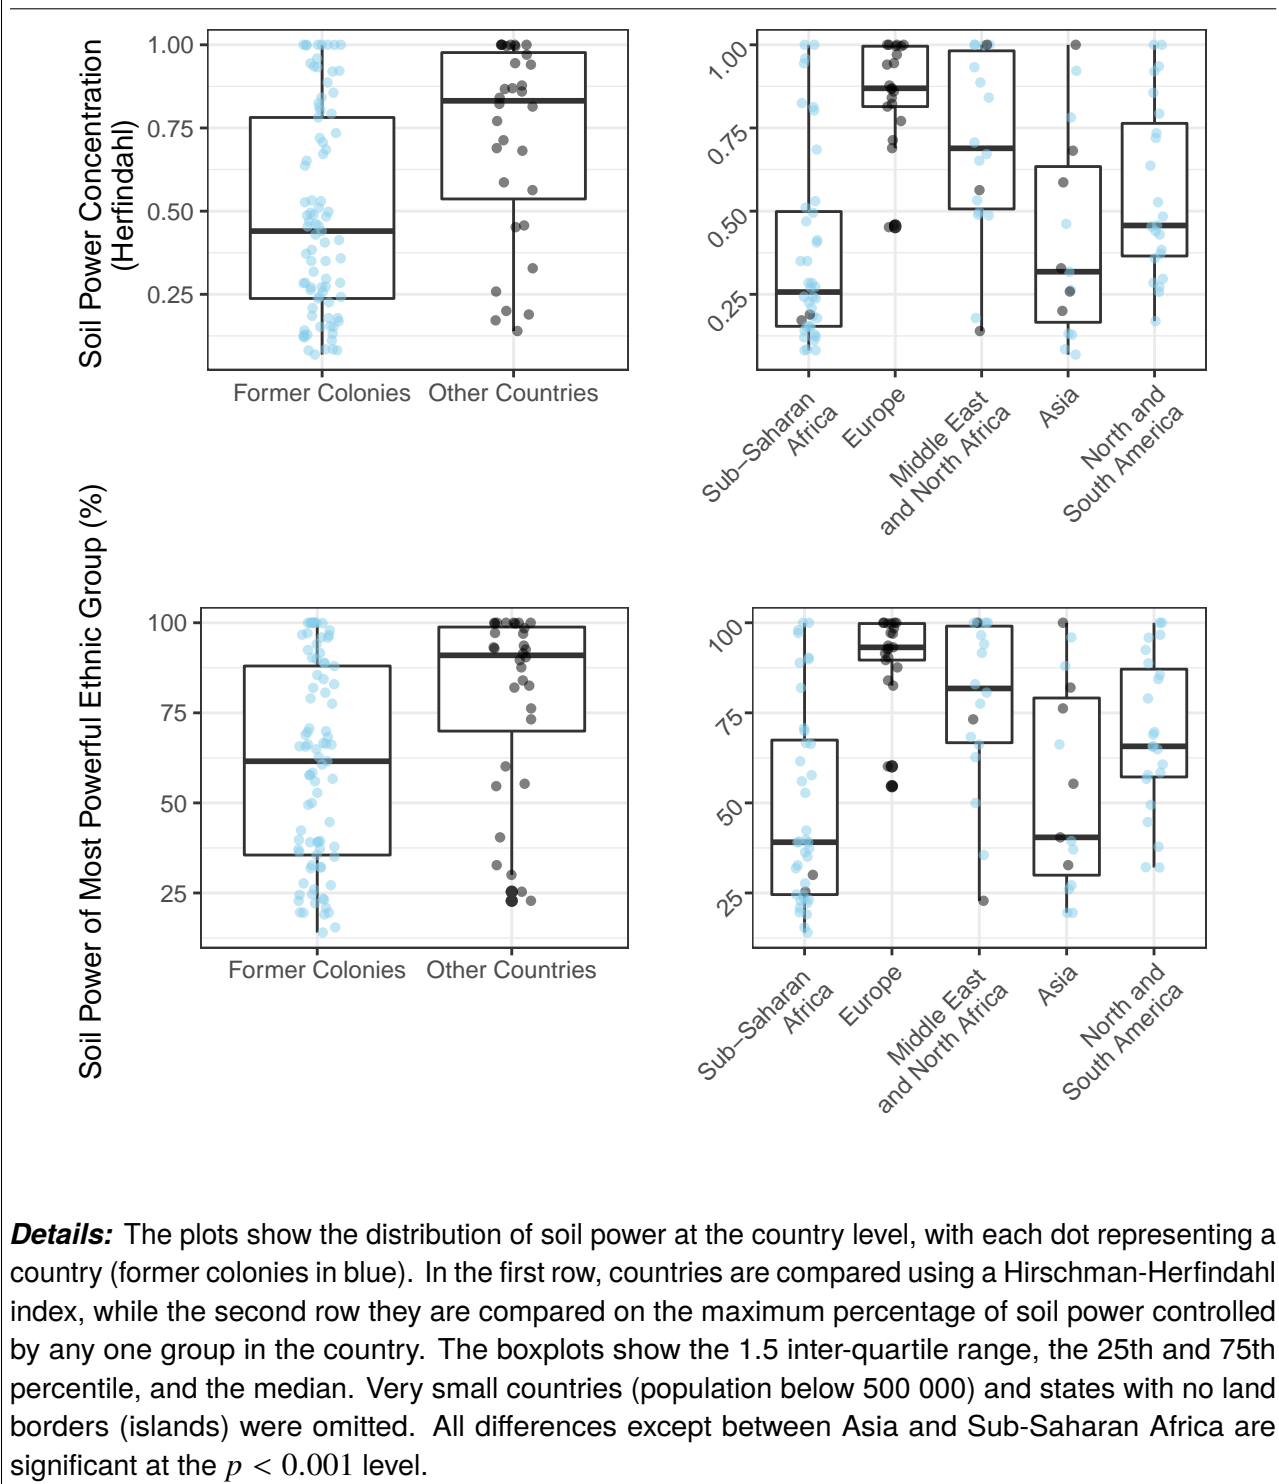 Soil Power Concentration
(Herfindahl)
1.00
0.75
0.50
0.25
Former Colonies
Other Countries
1.00
0.75
0.50
0.25
Sub−Saharan
Africa
Europe
Middle East
and North Africa
Asia
North and
South America
Soil Power of Most Powerful Ethnic Group (%)
100
75
50
25
Former Colonies
Other Countries
100
75
50
25
Sub−Saharan
Africa
Europe
Middle East
and North Africa
Asia
North and
South America
Details: The plots show the distribution of soil power at the country level, with each dot representing a
country (former colonies in blue). In the first row, countries are compared using a Hirschman-Herfindahl
index, while the second row they are compared on the maximum percentage of soil power controlled
by any one group in the country. The boxplots show the 1.5 inter-quartile range, the 25th and 75th
percentile, and the median. Very small countries (population below 500 000) and states with no land
borders (islands) were omitted. All differences except between Asia and Sub-Saharan Africa are
significant at the p < 0.001 level.